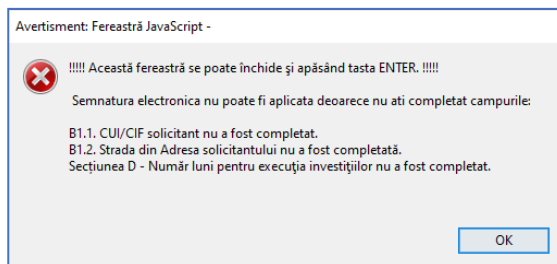 Avertisment: Fereastră JavaScript -
!!!!! Această fereastră se poate închide şi apăsând tasta ENTER. !!!!!
Semnatura electronica nu poate fi aplicata deoarece nu ati completat campurile:
B1.1. CUI/CIF solicitant nu a fost completat.
B1.2. Strada din Adresa solicitantului nu a fost completată.
Secțiunea D - Număr luni pentru execuţia investiţiilor nu a fost completat.
OK